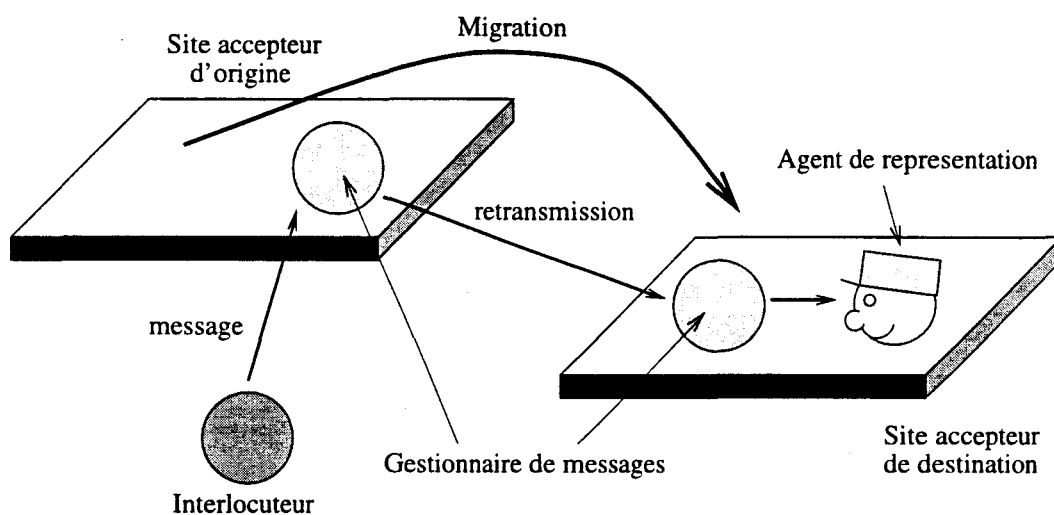 Migration
Site accepteur
d'origine
Agent de representation
retransmission
message
Gestionnaire de messages
Site accepteur
de destination
Interlocuteur